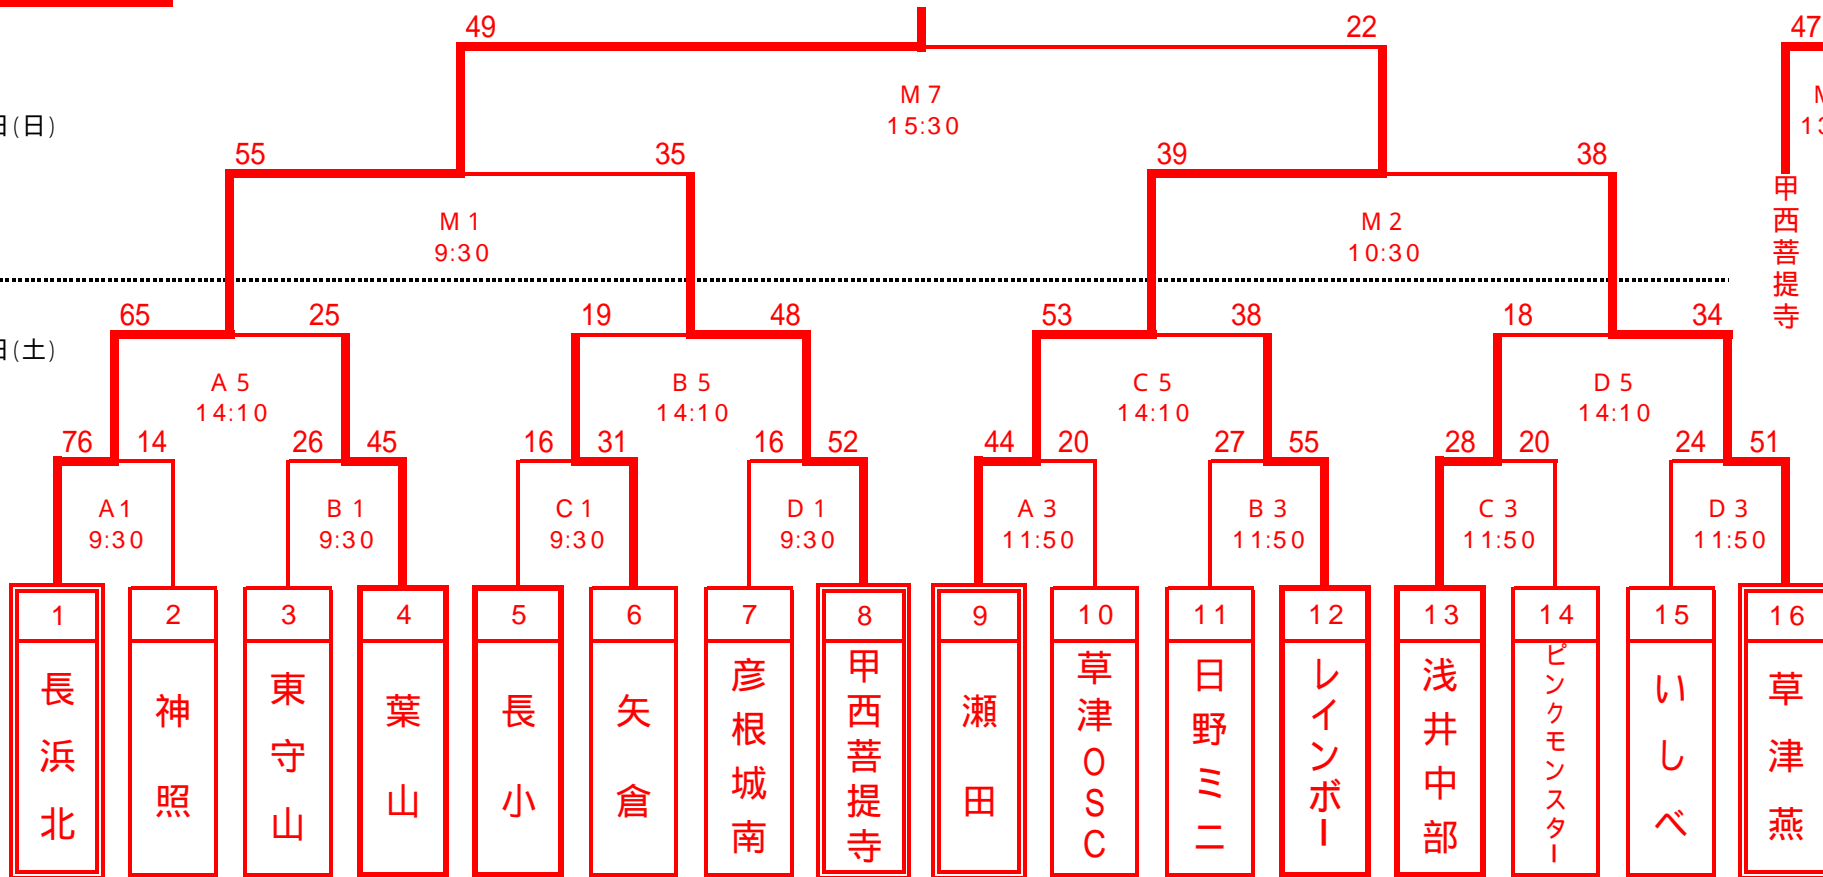 49 22 47
M 7
15:30
日(日)
55 35 39 38
M 1 M 2
9:30 10:30
甲西菩提寺
65 25 19 48 53 38 18 34
日(土)
A 5 B 5 C 5 D 5
14:10 14:10 14:10 14:10
76 14 26 45 16 31 16 52 44 20 27 55 28 20 24 51
A 1 B 1 C 1 D 1 A 3 B 3 C 3 D 3
9:30 9:30 9:30 9:30 11:50 11:50 11:50 11:50
1 2 3 4 5 6 7 8 9 10 11 12 13 14 15 16
長浜北
神照
東守山
葉山
長小
矢倉
彦根城南
甲西菩提寺
瀬田
草津OSC
日野ミニ
レインボー
浅井中部
ピンクモンスター
いしべ
草津燕